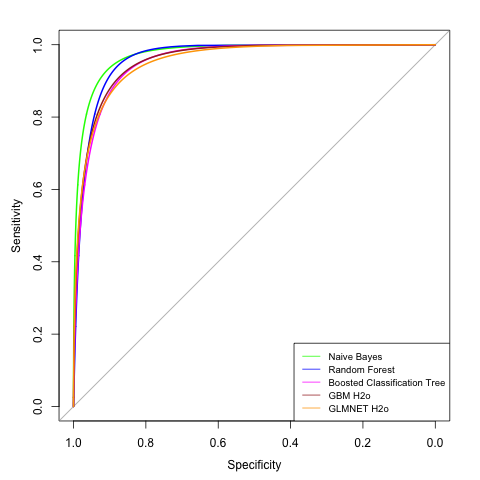 1.0
0.8
0.6
0.4
0.2
0.0
Sensitivity
Naive Bayes
Random Forest
Boosted Classification Tree
GBM H2o
GLMNET H2o
1.0 0.8 0.6 0.4 0.2 0.0
Specificity